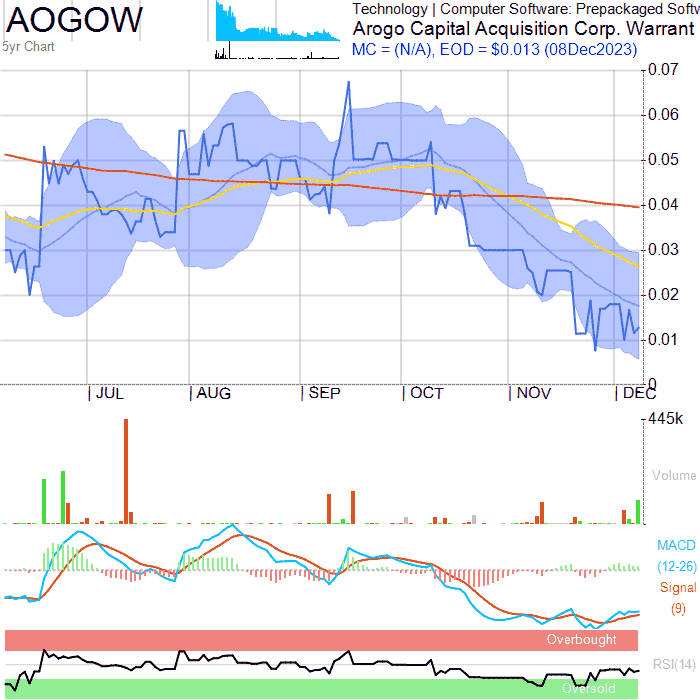 AOGOW
5yr Chart
Technology | Computer Software: Prepackaged Softw
Arogo Capital Acquisition Corp. Warrant
MC = (N/A), EOD = $0.013 (08Dec2023)
0.07
0.06
0.05
0.04
0.03
0.02
0.01
0
JUL AUG SEP OCT NOV DEC
445k
Volume
MACD
(12-26)
Signal
(9)
Overbought
RSI(14)
Oversold